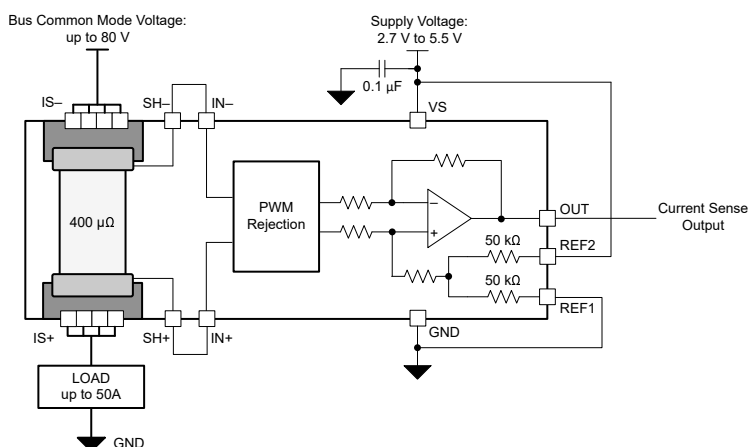 Bus Common Mode Voltage:
up to 80 V
Supply Voltage:
2.7 V to 5.5 V
0.1 µF
IS–
SH–
IN–
VS
400 µΩ
PWM
Rejection
–
+
OUT
Current Sense
Output
50 kΩ
REF2
50 kΩ
REF1
IS+
SH+
IN+
GND
LOAD
up to 50A
GND